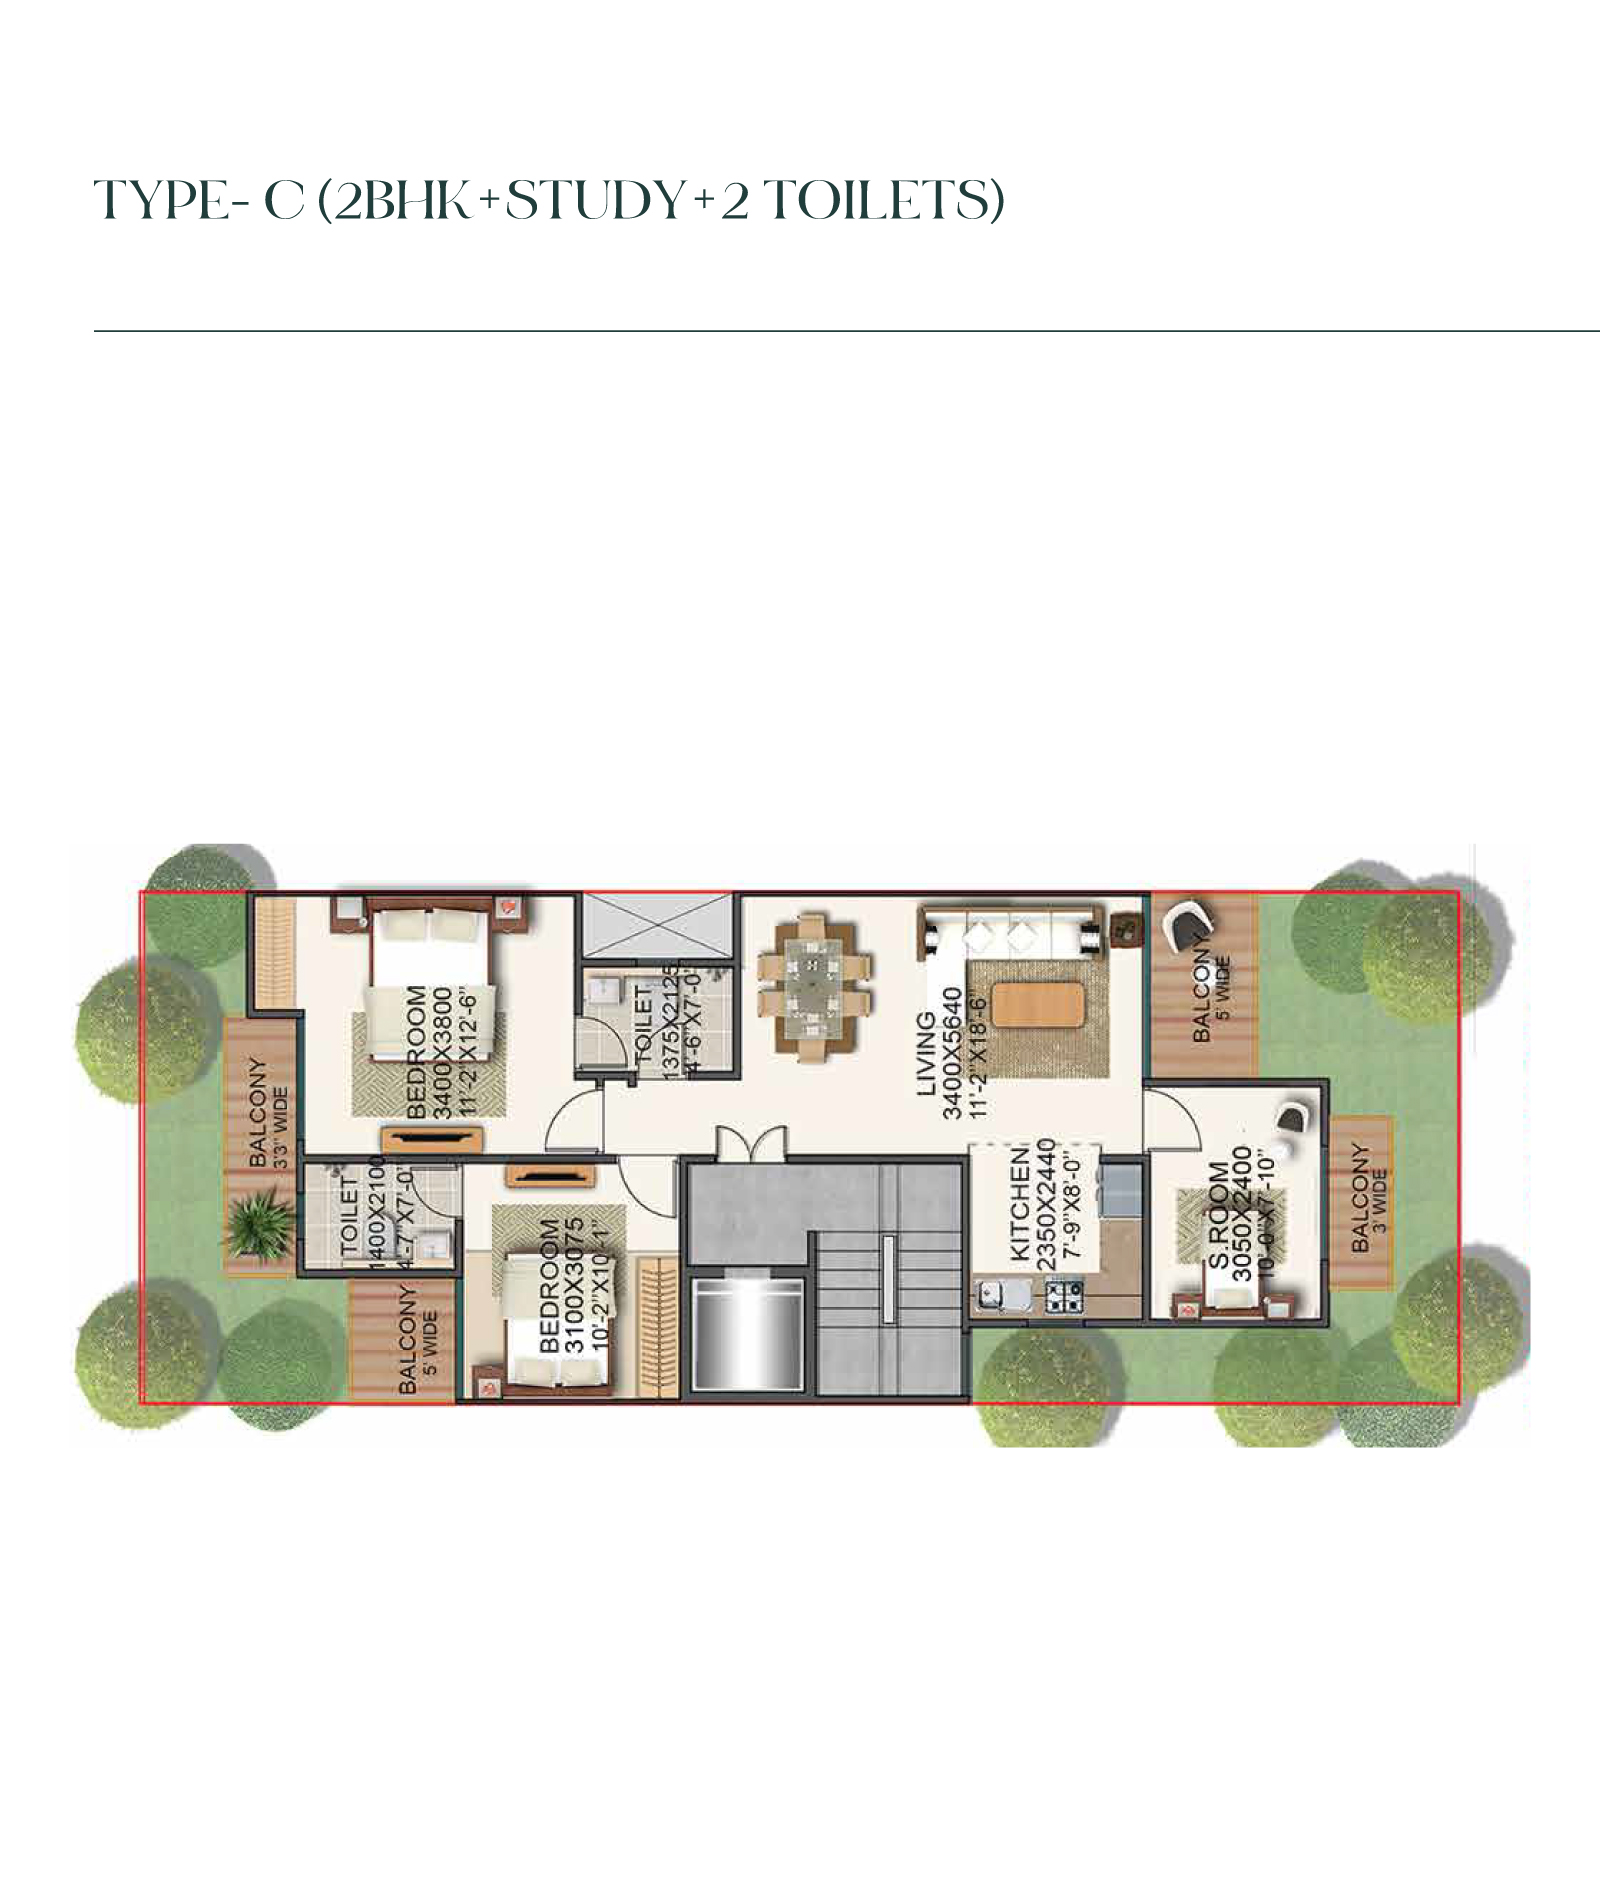 TYPE- C (2BHK+STUDY+2 TOILETS)
BEDROOM
3400X3800
11'-2"X12'-6"
TOILET
1375X2125
4'-6"X7'-0"
LIVING
3400X5640
11'-2"X18'-6"
BALCONY
5' WIDE
BALCONY
3'3" WIDE
TOILET
1400X2100
4'-7"X7'-0"
BALCONY
5' WIDE
BEDROOM
3100X3075
10'-2"X10'-1"
KITCHEN
2350X2440
7'-9"X8'-0"
S.ROOM
3050X2400
10'-0"X7'-10"
BALCONY
3' WIDE